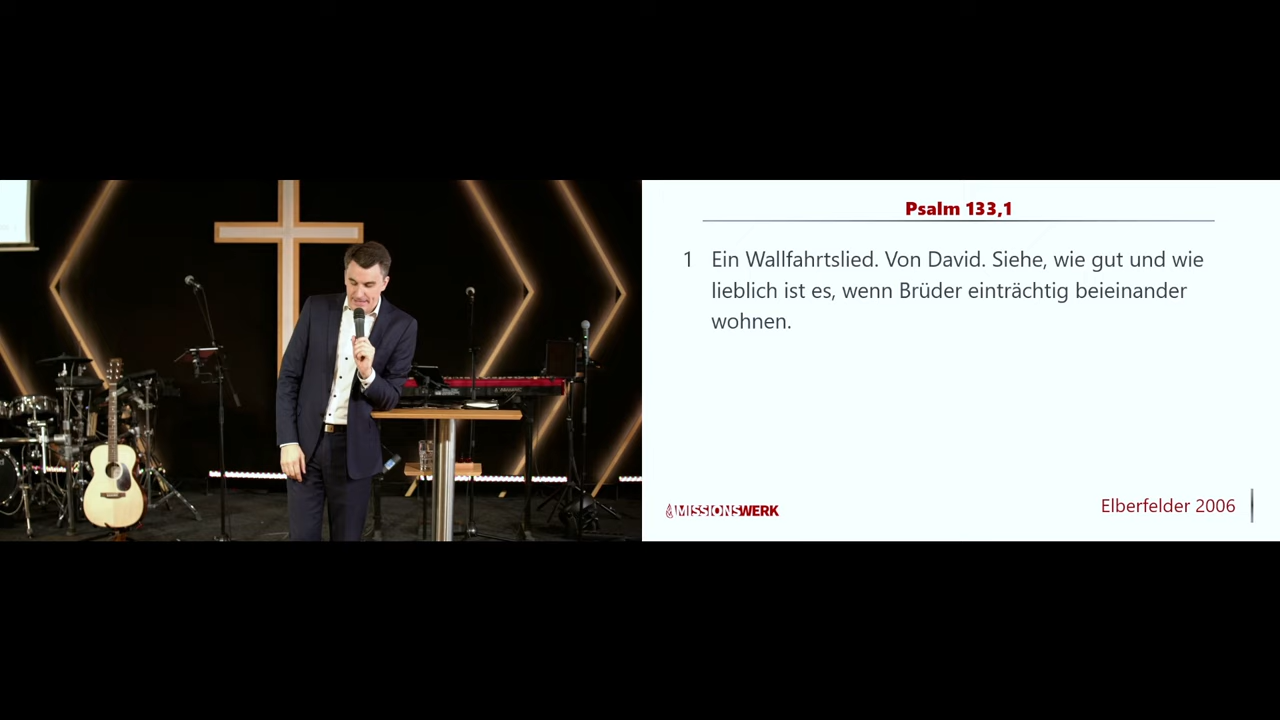 Psalm 133,1
1 Ein Wallfahrtslied. Von David. Siehe, wie gut und wie
lieblich ist es, wenn Brüder einträchtig beieinander
wohnen.
MISSIONSWERK
Elberfelder 2006